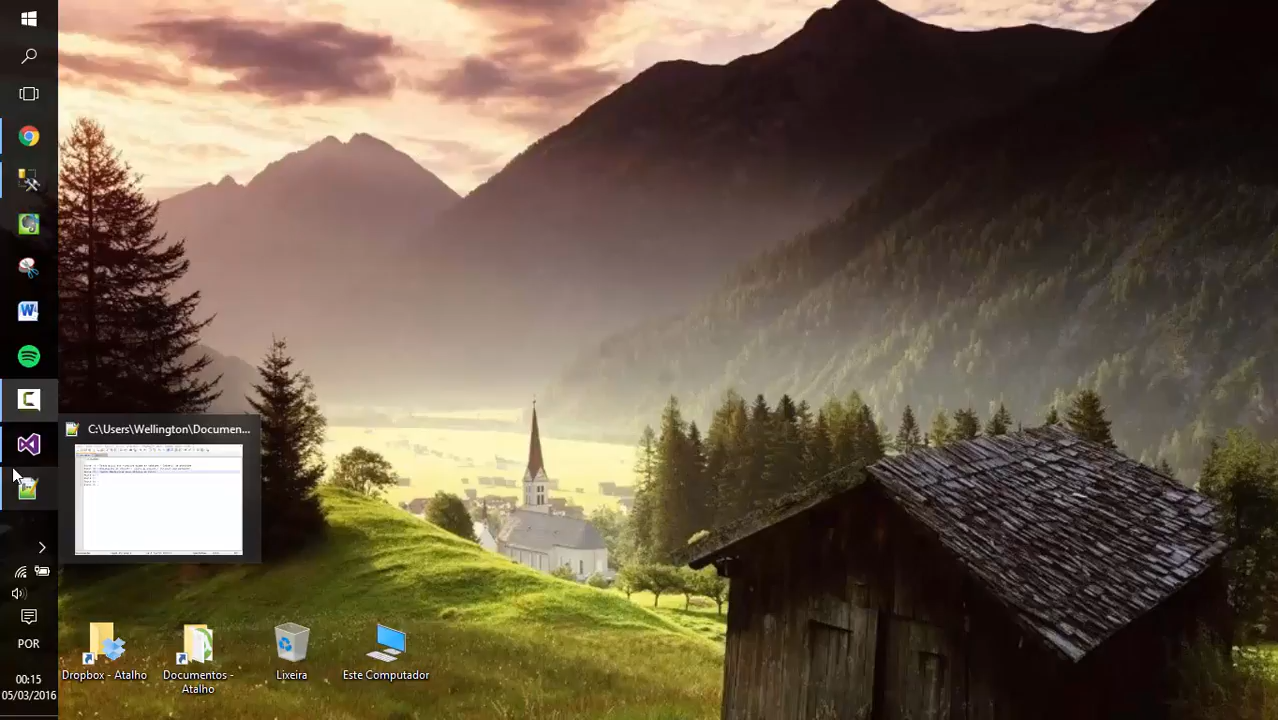 C:\Users\Wellington\Documen...
Dropbox - Atalho
Documentos - Atalho
Lixeira
Este Computador
POR
00:15
05/03/2016